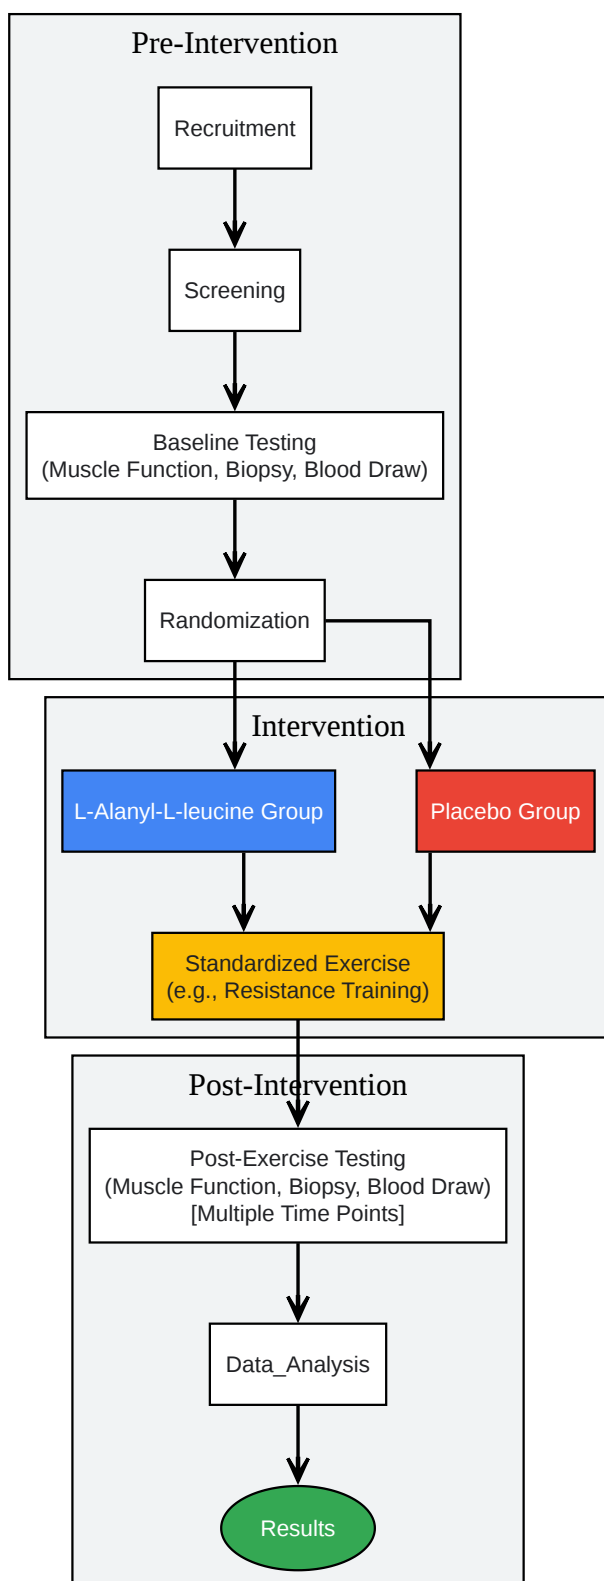 Pre-Intervention
Recruitment
Screening
Baseline Testing
(Muscle Function, Biopsy, Blood Draw)
Randomization
Intervention
L-Alanyl-L-leucine Group
Placebo Group
Standardized Exercise
(e.g., Resistance Training)
Post-Intervention
Post-Exercise Testing
(Muscle Function, Biopsy, Blood Draw)
[Multiple Time Points]
Data_Analysis
Results